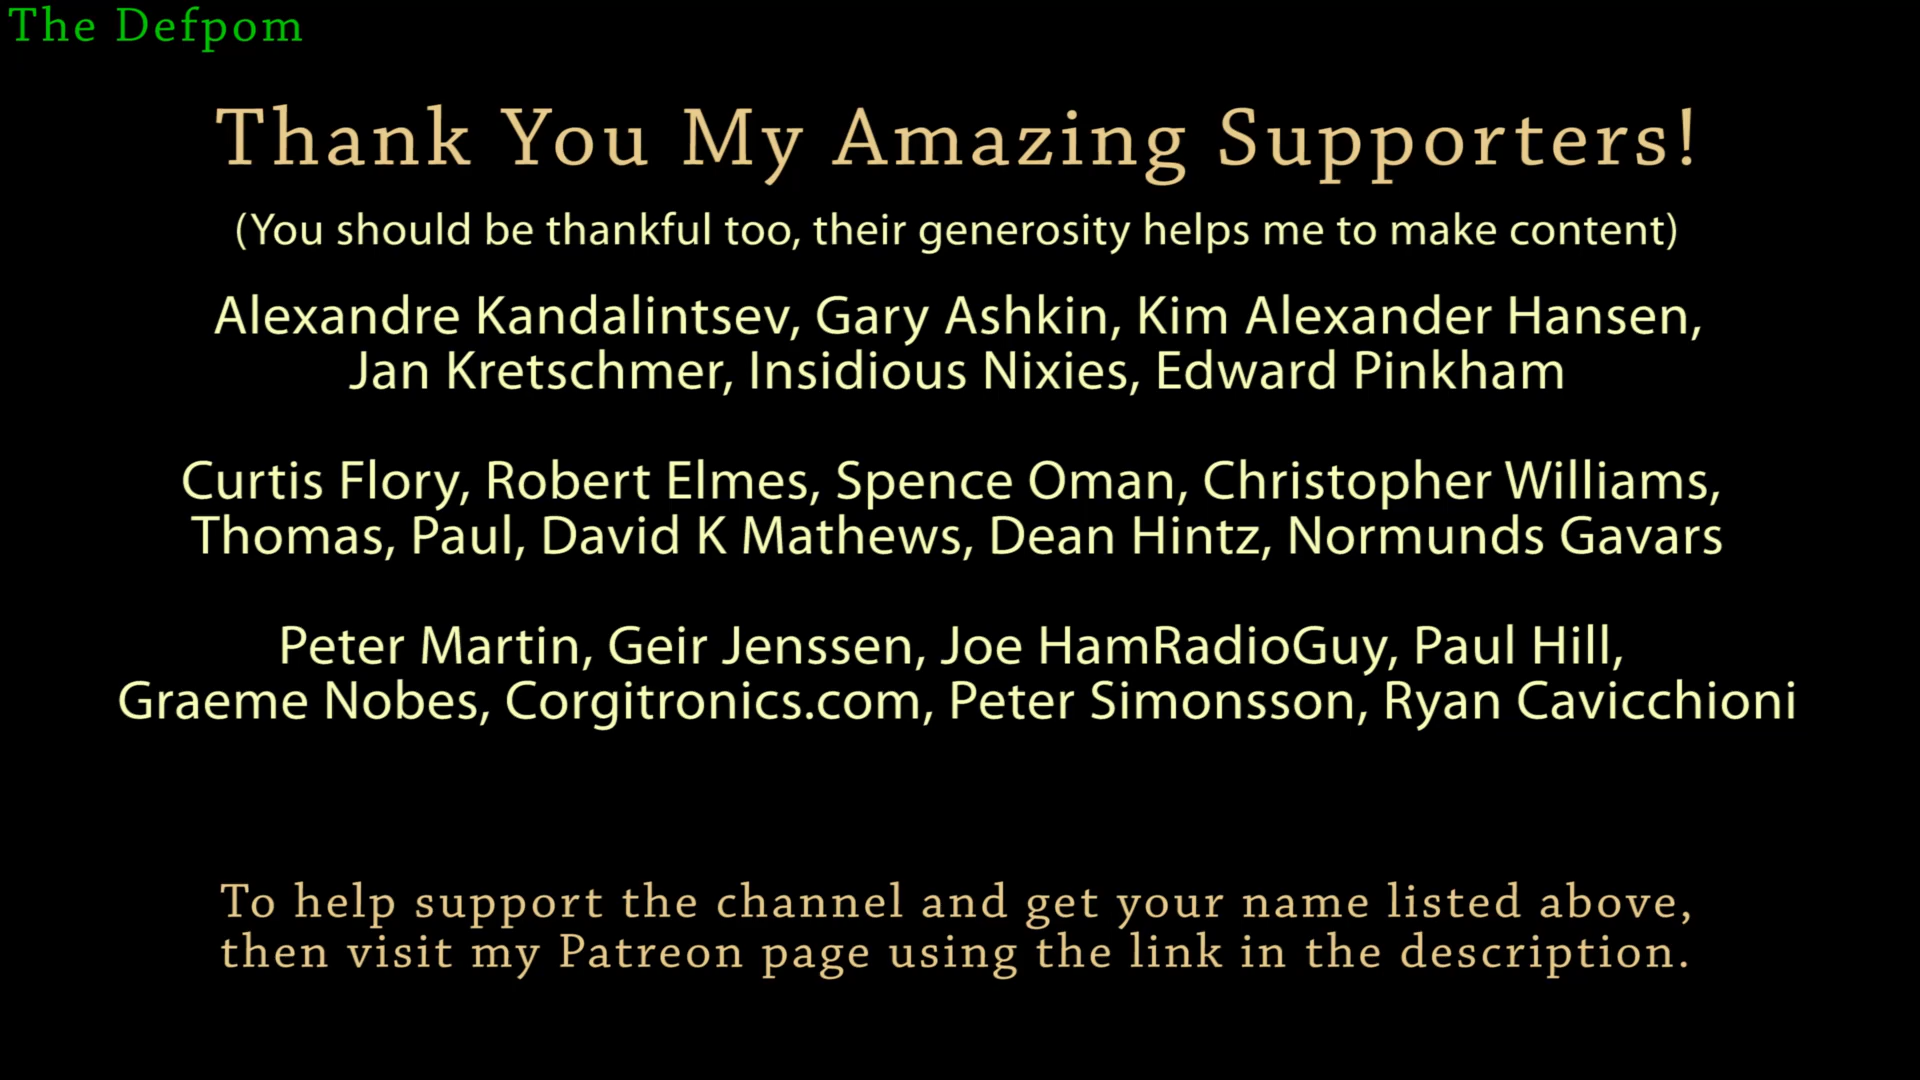 The Defpom
Thank You My Amazing Supporters!
(You should be thankful too, their generosity helps me to make content)
Alexandre Kandalintsev, Gary Ashkin, Kim Alexander Hansen,
Jan Kretschmer, Insidious Nixies, Edward Pinkham
Curtis Flory, Robert Elmes, Spence Oman, Christopher Williams,
Thomas, Paul, David K Mathews, Dean Hintz, Normunds Gavars
Peter Martin, Geir Jenssen, Joe HamRadioGuy, Paul Hill,
Graeme Nobes, Corgitronics.com, Peter Simonsson, Ryan Cavicchioni
To help support the channel and get your name listed above,
then visit my Patreon page using the link in the description.